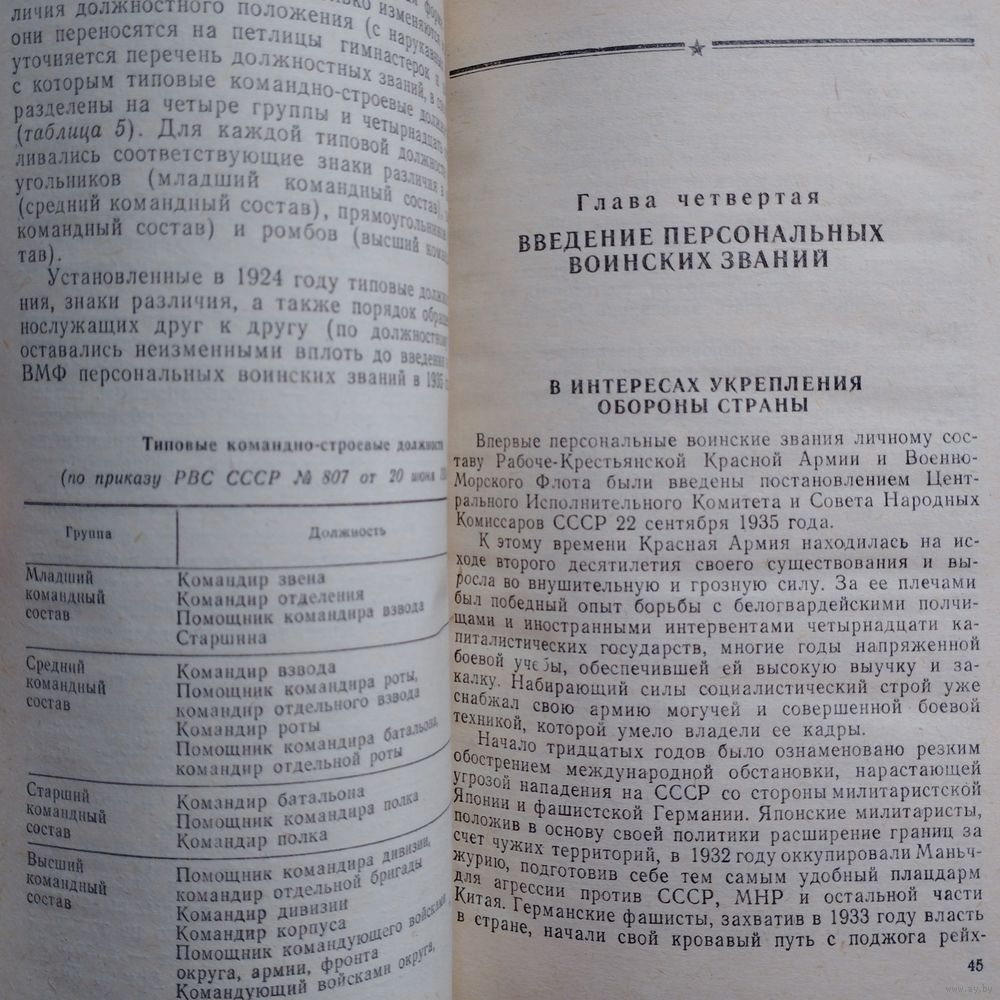 личия должностного положения (с нарукавных
они переносятся на петлицы гимнастерок и
уточняется перечень должностных званий, в
с которым типовые командно-строевые
разделены на четыре группы и четырнадцать
(таблица 5). Для каждой типовой должности
ливались соответствующие знаки различия в
угольников (младший командный состав),
(средний командный состав), прямоугольников
командный состав) и ромбов (высший
тав).
Установленные в 1924 году типовые
ния, знаки различия, а также порядок
нослужащих друг к другу (по должностному
оставались неизменными вплоть до введения
ВМФ персональных воинских званий в 1935
Типовые командно-строевые должности
(по приказу РВС СССР № 807 от 20 июня
Группа
Должность
Младший
командный
состав
Командир звена
Командир отделения
Помощник командира взвода
Старшина
Средний
командный
состав
Командир взвода
Помощник командира роты,
командир отдельного взвода
Командир роты
Помощник командира батальона,
командир отдельной роты
Старший
командный
состав
Командир батальона
Помощник командира полка
Командир полка
Высший
командный
состав
Помощник командира дивизии,
командир отдельной бригады
Командир дивизии
Командир корпуса
Помощник командующего войсками
округа, армии, фронта
Командующий войсками округа,
Глава четвертая
ВВЕДЕНИЕ ПЕРСОНАЛЬНЫХ
ВОИНСКИХ ЗВАНИЙ
В ИНТЕРЕСАХ УКРЕПЛЕНИЯ
ОБОРОНЫ СТРАНЫ
Впервые персональные воинские звания личному сос-
таву Рабоче-Крестьянской Красной Армии и Военно-
Морского Флота были введены постановлением Цент-
рального Исполнительного Комитета и Совета Народных
Комиссаров СССР 22 сентября 1935 года.
К этому времени Красная Армия находилась на ис-
ходе второго десятилетия своего существования и вы-
росла во внушительную и грозную силу. За ее плечами
был победный опыт борьбы с белогвардейскими полчи-
щами и иностранными интервентами четырнадцати ка-
питалистических государств, многие годы напряженной
боевой учебы, обеспечившей ей высокую выучку и за-
калку. Набирающий силы социалистический строй уже
снабжал свою армию могучей и совершенной боевой
техникой, которой умело владели ее кадры.
Начало тридцатых годов было ознаменовано резким
обострением международной обстановки, нарастающей
угрозой нападения на СССР со стороны милитаристской
Японии и фашистской Германии. Японские милитаристы,
положив в основу своей политики расширение границ за
счет чужих территорий, в 1932 году оккупировали Маньч-
журию, подготовив себе тем самым удобный плацдарм
для агрессии против СССР, МНР и остальной части
Китая. Германские фашисты, захватив в 1933 году власть
в стране, начали свой кровавый путь с поджога рейх-
45
www.ay.by